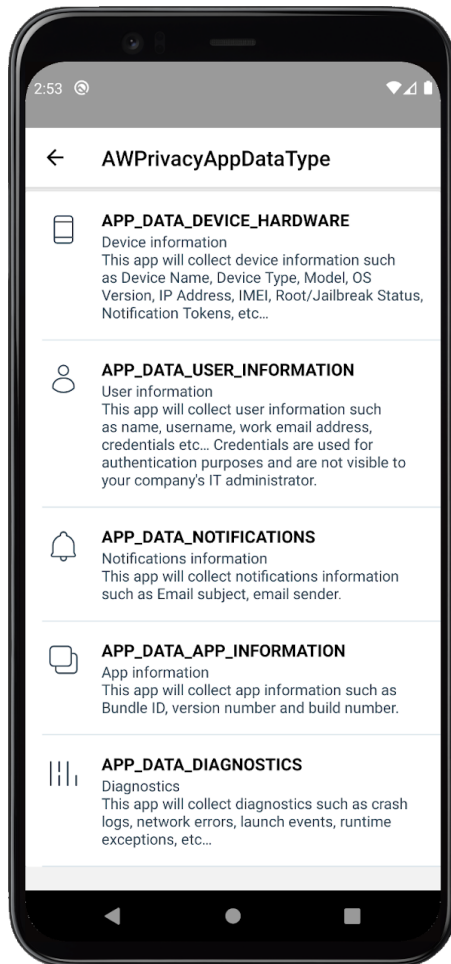 2:53
AWPrivacyAppDataType
APP_DATA_DEVICE_HARDWARE
Device information
This app will collect device information such
as Device Name, Device Type, Model, OS
Version, IP Address, IMEI, Root/Jailbreak Status,
Notification Tokens, etc...
APP_DATA_USER_INFORMATION
User information
This app will collect user information such
as name, username, work email address,
credentials etc... Credentials are used for
authentication purposes and are not visible to
your company's IT administrator.
APP_DATA_NOTIFICATIONS
Notifications information
This app will collect notifications information
such as Email subject, email sender.
APP_DATA_APP_INFORMATION
App information
This app will collect app information such as
Bundle ID, version number and build number.
APP_DATA_DIAGNOSTICS
Diagnostics
This app will collect diagnostics such as crash
logs, network errors, launch events, runtime
exceptions, etc...